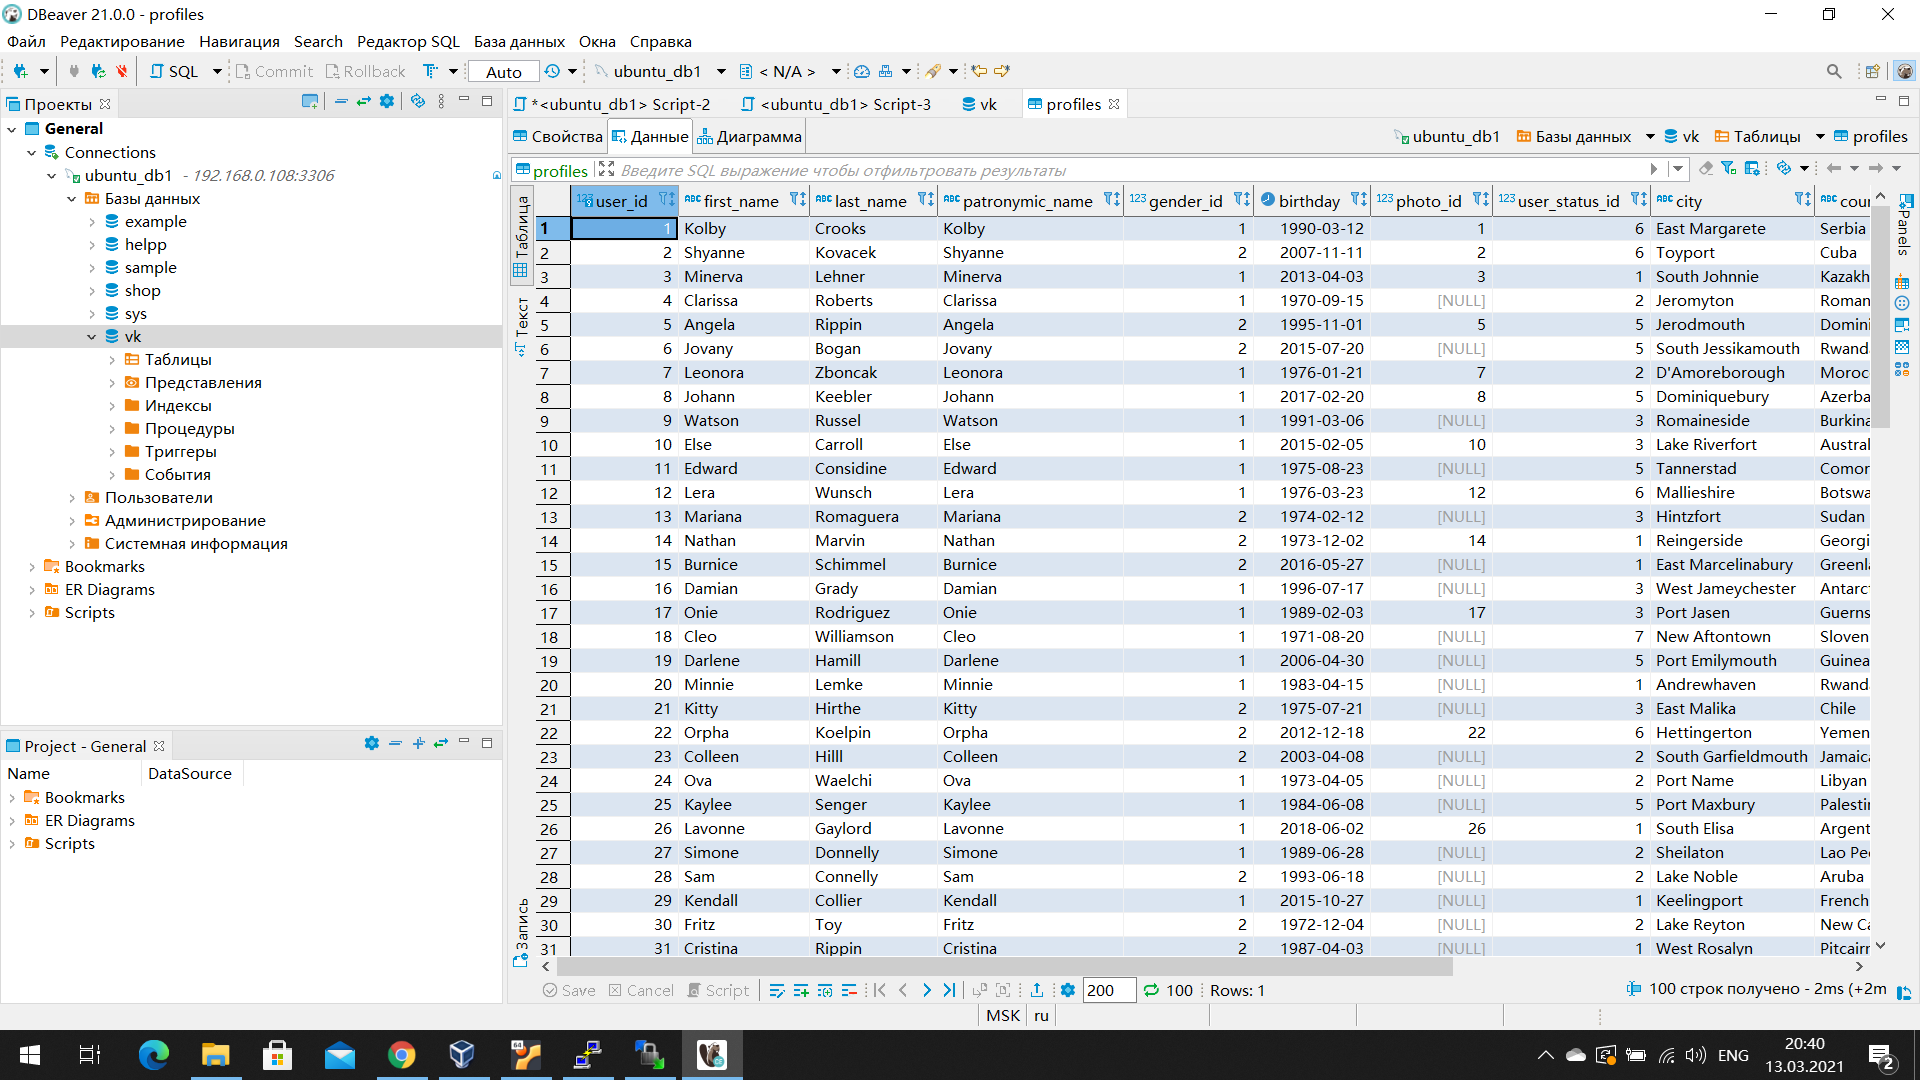 DBeaver 21.0.0 - profiles
Файл Редактирование Навигация Search Редактор SQL База данных Окна Справка
SQL Commit Rollback Auto ubuntu_db1 < N/A >
Проекты
General
Connections
ubuntu_db1 - 192.168.0.108:3306
Базы данных
example
helpp
sample
shop
sys
vk
Таблицы
Представления
Индексы
Процедуры
Триггеры
События
Пользователи
Администрирование
Системная информация
Bookmarks
ER Diagrams
Scripts
Project - General
Name DataSource
Bookmarks
ER Diagrams
Scripts
*<ubuntu_db1> Script-2 <ubuntu_db1> Script-3 vk profiles
Свойства Данные Диаграмма ubuntu_db1 Базы данных vk Таблицы profiles
profiles Введите SQL выражение чтобы отфильтровать результаты
Таблица
Текст
Запись
Panels
123 user_id ABC first_name ABC last_name ABC patronymic_name 123 gender_id birthday 123 photo_id 123 user_status_id ABC city ABC cour
1 1 Kolby Crooks Kolby 1 1990-03-12 1 6 East Margarete Serbia
2 2 Shyanne Kovacek Shyanne 2 2007-11-11 2 6 Toyport Cuba
3 3 Minerva Lehner Minerva 1 2013-04-03 3 1 South Johnnie Kazakh
4 4 Clarissa Roberts Clarissa 1 1970-09-15 [NULL] 2 Jeromyton Roman
5 5 Angela Rippin Angela 2 1995-11-01 5 5 Jerodmouth Domini
6 6 Jovany Bogan Jovany 2 2015-07-20 [NULL] 5 South Jessikamouth Rwand
7 7 Leonora Zboncak Leonora 1 1976-01-21 7 2 D'Amoreborough Moroc
8 8 Johann Keebler Johann 1 2017-02-20 8 5 Dominiquebury Azerba
9 9 Watson Russel Watson 1 1991-03-06 [NULL] 3 Romaineside Burkina
10 10 Else Carroll Else 1 2015-02-05 10 3 Lake Riverfort Austral
11 11 Edward Considine Edward 1 1975-08-23 [NULL] 5 Tannerstad Comor
12 12 Lera Wunsch Lera 1 1976-03-23 12 6 Mallieshire Botswa
13 13 Mariana Romaguera Mariana 2 1974-02-12 [NULL] 3 Hintzfort Sudan
14 14 Nathan Marvin Nathan 2 1973-12-02 14 1 Reingerside Georgi
15 15 Burnice Schimmel Burnice 2 2016-05-27 [NULL] 1 East Marcelinabury Greenl
16 16 Damian Grady Damian 1 1996-07-17 [NULL] 3 West Jameychester Antarc
17 17 Onie Rodriguez Onie 1 1989-02-03 17 3 Port Jasen Guerns
18 18 Cleo Williamson Cleo 1 1971-08-20 [NULL] 7 New Aftontown Sloven
19 19 Darlene Hamill Darlene 1 2006-04-30 [NULL] 5 Port Emilymouth Guinea
20 20 Minnie Lemke Minnie 1 1983-04-15 [NULL] 1 Andrewhaven Rwand
21 21 Kitty Hirthe Kitty 2 1975-07-21 [NULL] 3 East Malika Chile
22 22 Orpha Koelpin Orpha 2 2012-12-18 22 6 Hettingerton Yemen
23 23 Colleen Hilll Colleen 2 2003-04-08 [NULL] 2 South Garfieldmouth Jamaica
24 24 Ova Waelchi Ova 1 1973-04-05 [NULL] 2 Port Name Libyan
25 25 Kaylee Senger Kaylee 1 1984-06-08 [NULL] 5 Port Maxbury Palestin
26 26 Lavonne Gaylord Lavonne 1 2018-06-02 26 1 South Elisa Argent
27 27 Simone Donnelly Simone 1 1989-06-28 [NULL] 2 Sheilaton Lao Pe
28 28 Sam Connelly Sam 2 1993-06-18 [NULL] 2 Lake Noble Aruba
29 29 Kendall Collier Kendall 1 2015-10-27 [NULL] 1 Keelingport French
30 30 Fritz Toy Fritz 2 1972-12-04 [NULL] 2 Lake Reyton New Ca
31 31 Cristina Rippin Cristina 2 1987-04-03 [NULL] 1 West Rosalyn Pitcairn
Save Cancel Script 200 100 Rows: 1 100 строк получено - 2ms (+2m
MSK ru
ENG 20:40
13.03.2021
2